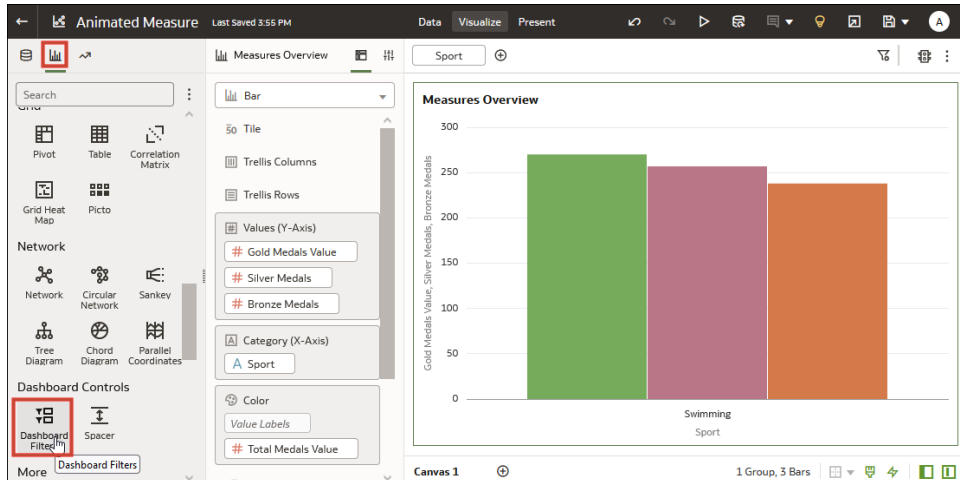 Animated Measure Last Saved 3:55 PM Data Visualize Present A
Measures Overview
Sport
Search
Grid
Pivot Table Correlation Matrix
Grid Heat Map Picto
Network
Network Circular Network Sankey
Tree Diagram Chord Diagram Parallel Coordinates
Dashboard Controls
Dashboard Filters Spacer
Dashboard Filters
More
Bar
50 Tile
Trellis Columns
Trellis Rows
# Values (Y-Axis)
# Gold Medals Value
# Silver Medals
# Bronze Medals
A Category (X-Axis)
A Sport
Color
Value Labels
# Total Medals Value
Measures Overview
Gold Medals Value, Silver Medals, Bronze Medals
300
250
200
150
100
50
0
Swimming
Sport
Canvas 1 1 Group, 3 Bars